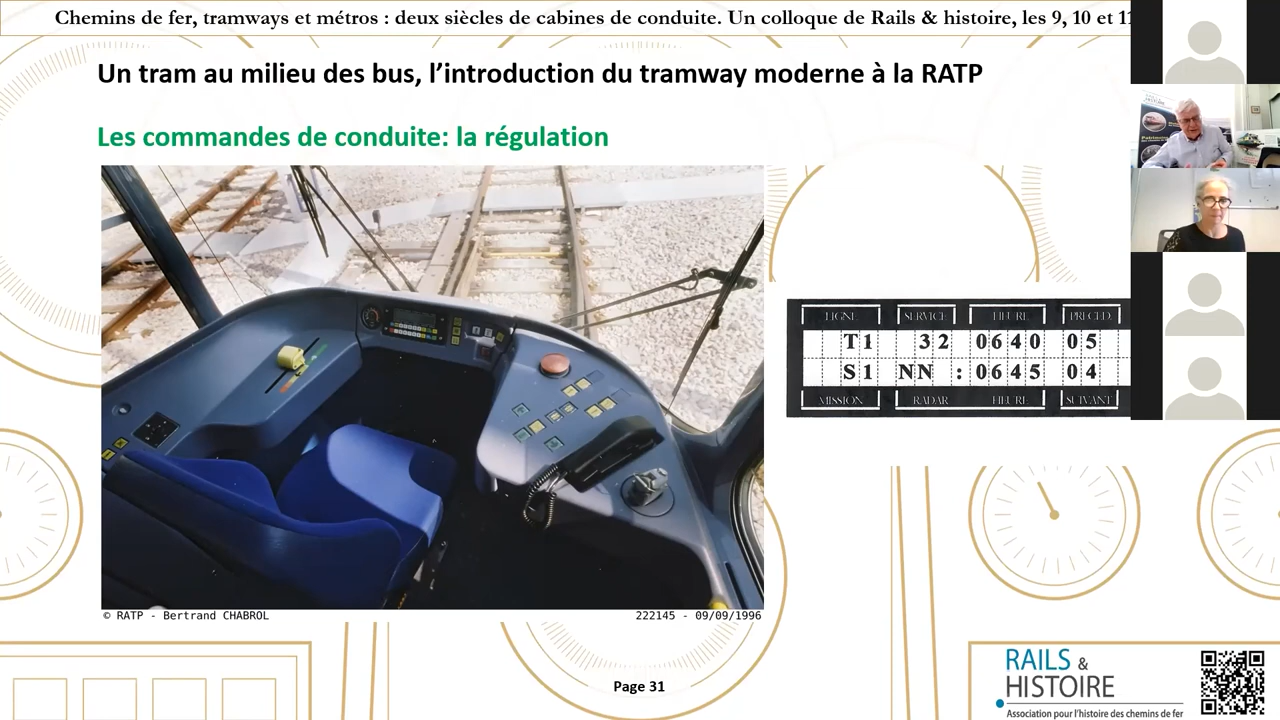 Chemins de fer, tramways et métros : deux siècles de cabines de conduite. Un colloque de Rails & histoire, les 9, 10 et 11
Un tram au milieu des bus, l’introduction du tramway moderne à la RATP
Les commandes de conduite: la régulation
LIGNE SERVICE HEURE PRECED.
T1 32 0640 05
S1 NN : 0645 04
MISSION RADAR HEURE SUIVANT
© RATP - Bertrand CHABROL 222145 - 09/09/1996
Page 31
RAILS &
HISTOIRE
Association pour l'histoire des chemins de fer